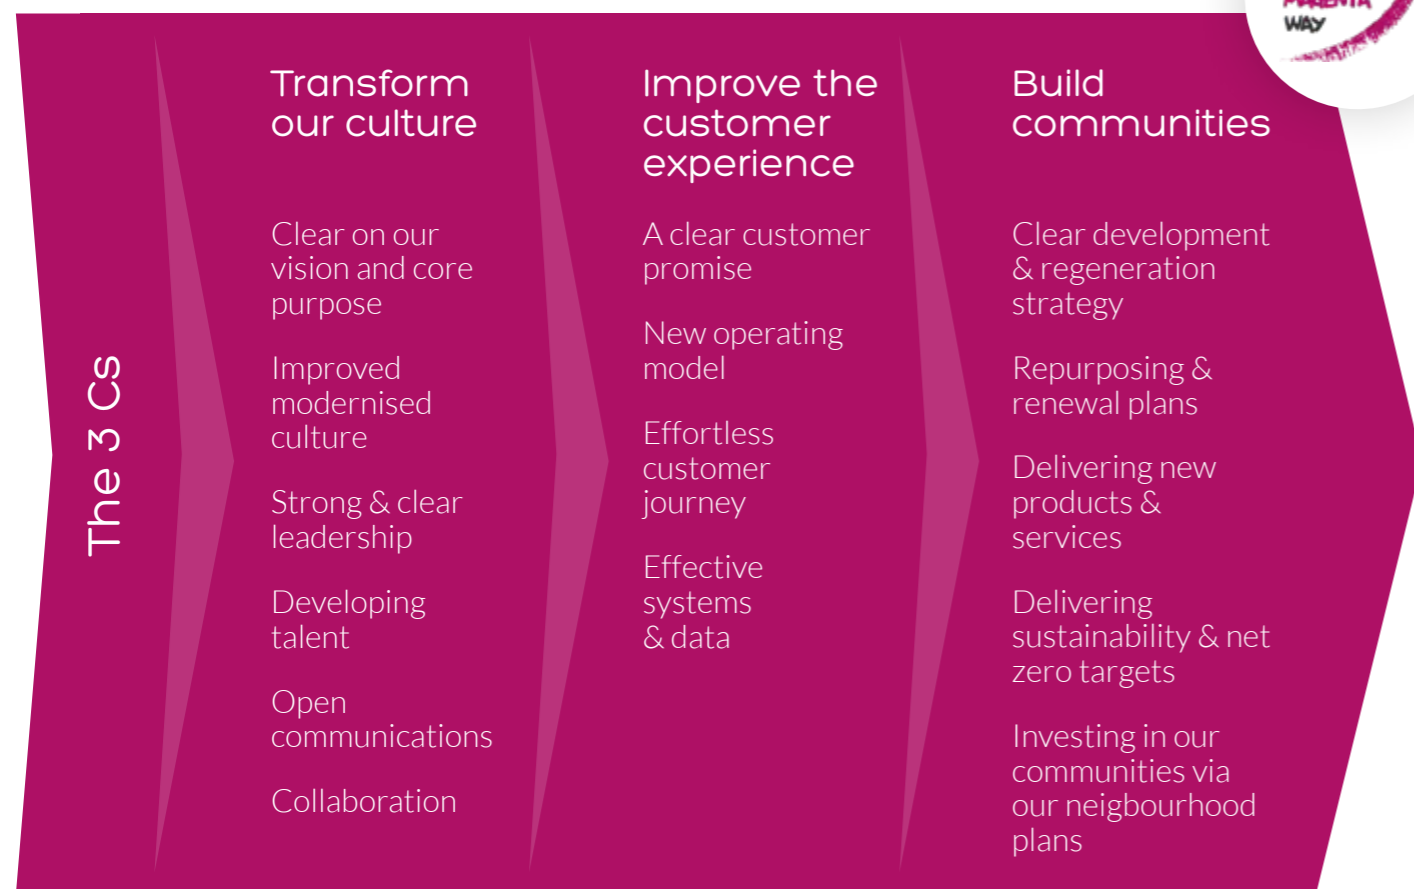 MAGENTA
WAY
The 3 Cs
Transform
our culture
Clear on our
vision and core
purpose
Improved
modernised
culture
Strong & clear
leadership
Developing
talent
Open
communications
Collaboration
Improve the
customer
experience
A clear customer
promise
New operating
model
Effortless
customer
journey
Effective
systems
& data
Build
communities
Clear development
& regeneration
strategy
Repurposing &
renewal plans
Delivering new
products &
services
Delivering
sustainability & net
zero targets
Investing in our
communities via
our neigbourhood
plans